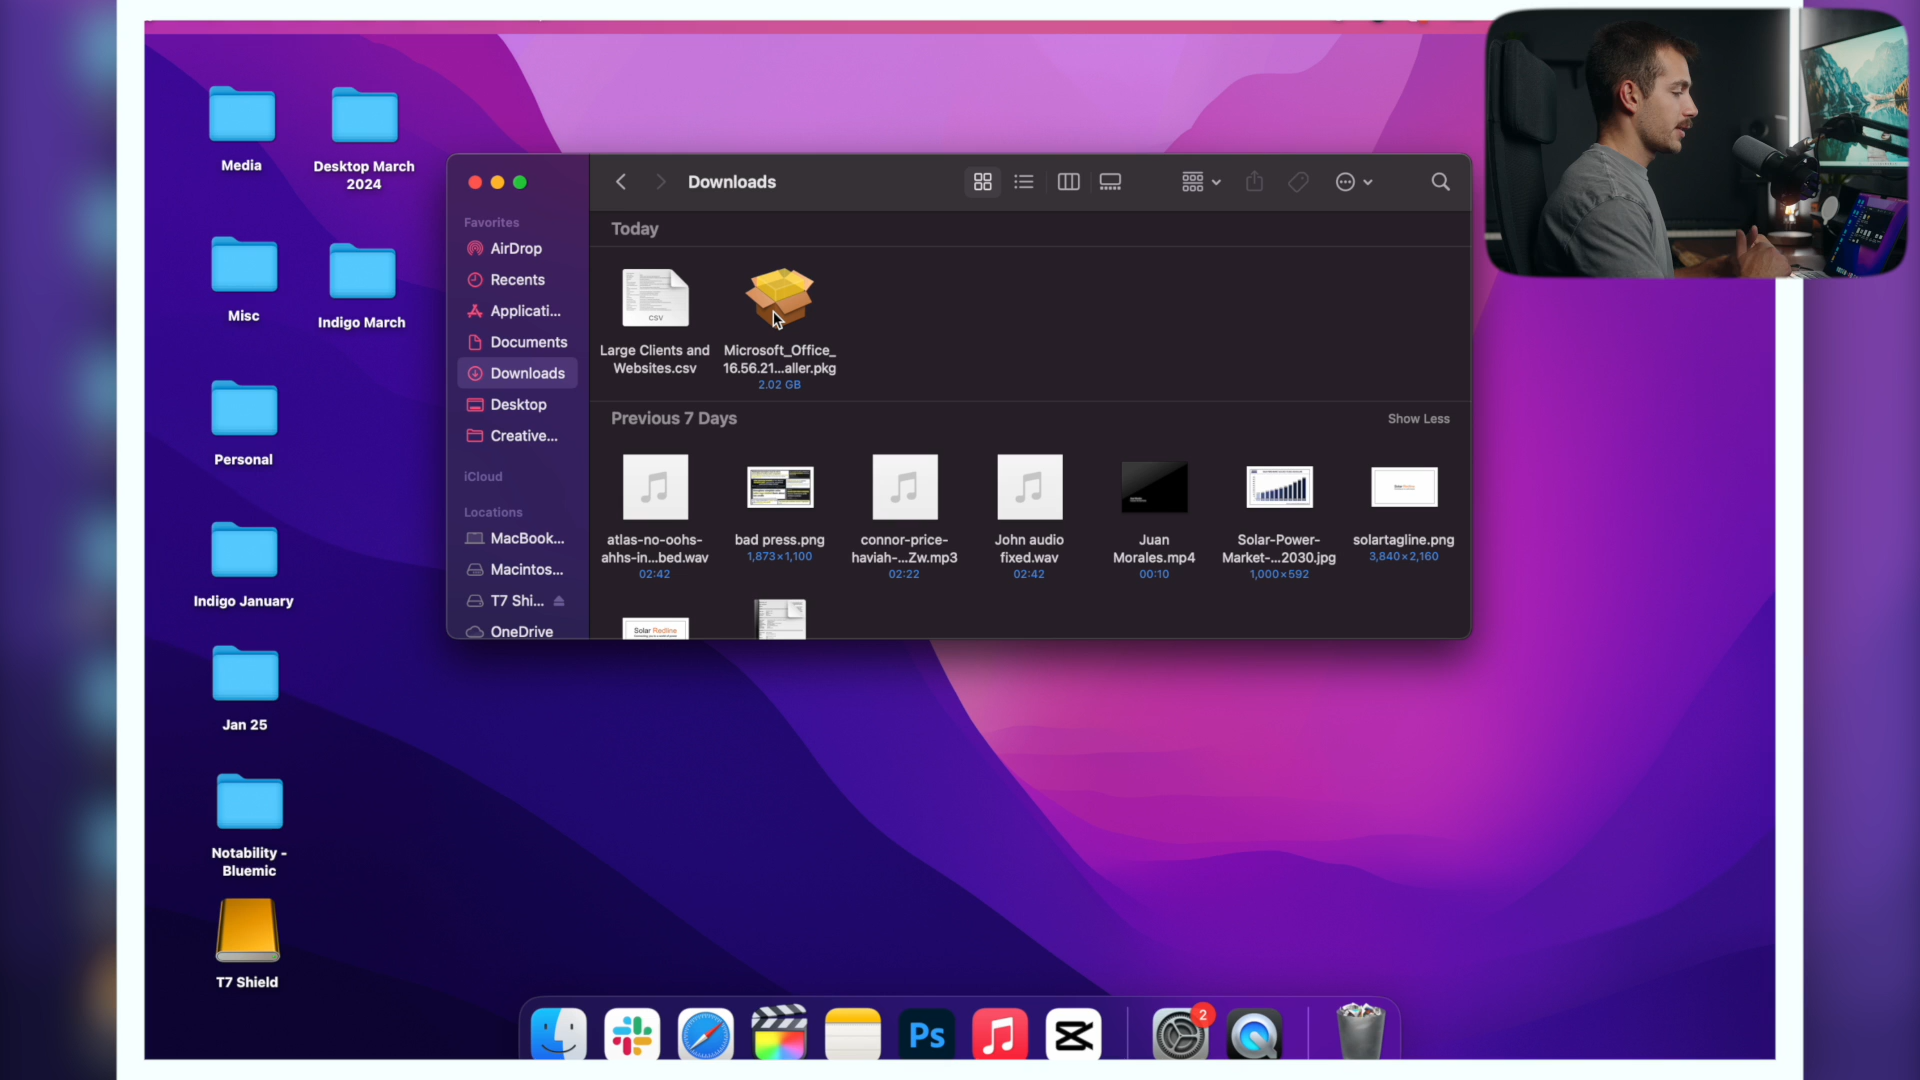 Media
Desktop March
2024
Misc
Indigo March
Personal
Indigo January
Jan 25
Notability -
Bluemic
T7 Shield
Downloads
Favorites
AirDrop
Recents
Applicati...
Documents
Downloads
Desktop
Creative...
iCloud
Locations
MacBook...
Macintos...
T7 Shi...
OneDrive
Today
CSV
Large Clients and
Websites.csv
Microsoft_Office_
16.56.21...aller.pkg
2.02 GB
Previous 7 Days
Show Less
atlas-no-oohs-
ahhs-in...bed.wav
02:42
bad press.png
1,873×1,100
connor-price-
haviah-...Zw.mp3
02:22
John audio
fixed.wav
02:42
Juan
Morales.mp4
00:10
Solar-Power-
Market-...2030.jpg
1,000×592
solartagline.png
3,840×2,160
Solar Redline
Ps
2